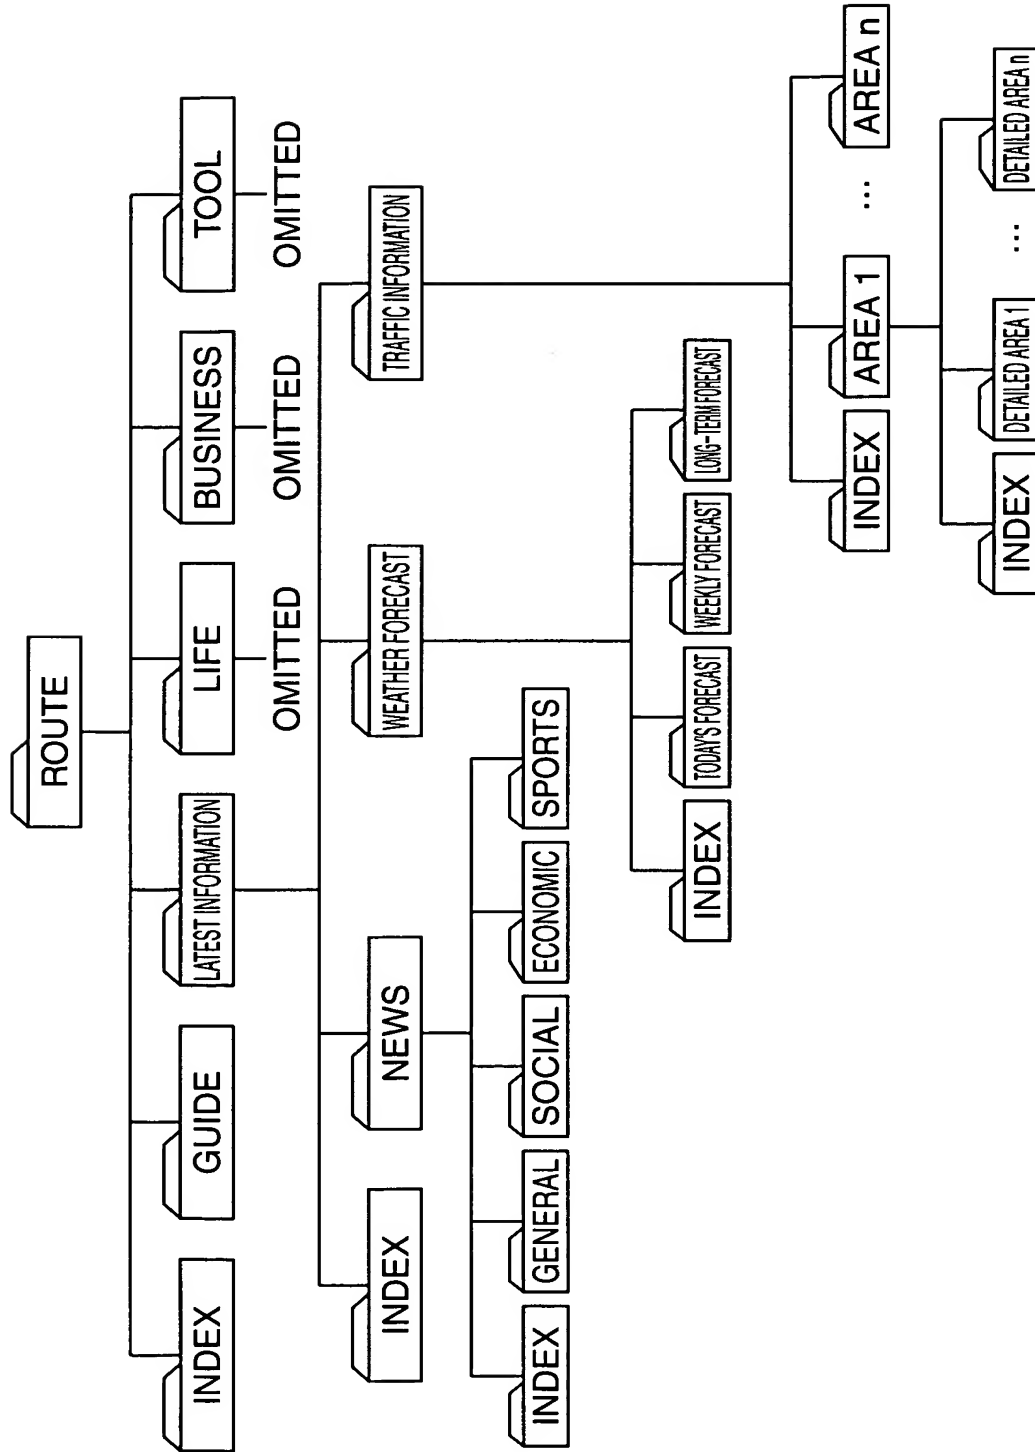 ROUTE
INDEX
GUIDE
LATEST INFORMATION
LIFE
BUSINESS
TOOL
OMITTED
OMITTED
OMITTED
INDEX
NEWS
WEATHER FORECAST
TRAFFIC INFORMATION
INDEX
GENERAL
SOCIAL
ECONOMIC
SPORTS
INDEX
TODAY'S FORECAST
WEEKLY FORECAST
LONG-TERM FORECAST
INDEX
AREA 1
...
AREA n
INDEX
DETAILED AREA 1
...
DETAILED AREA n